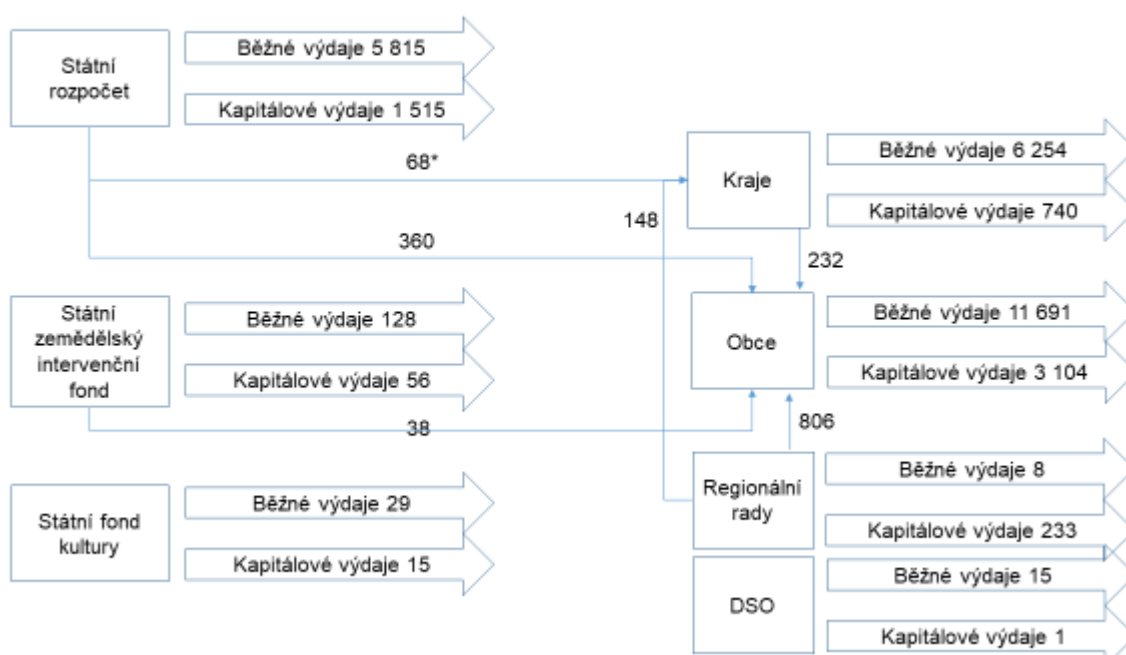 Státní
rozpočet
Běžné výdaje 5 815
Kapitálové výdaje 1 515
68*
360
148
Kraje
Běžné výdaje 6 254
Kapitálové výdaje 740
232
Státní
zemědělský
intervenční
fond
Běžné výdaje 128
Kapitálové výdaje 56
38
Obce
Běžné výdaje 11 691
Kapitálové výdaje 3 104
806
Státní fond
kultury
Běžné výdaje 29
Kapitálové výdaje 15
Regionální
rady
Běžné výdaje 8
Kapitálové výdaje 233
DSO
Běžné výdaje 15
Kapitálové výdaje 1